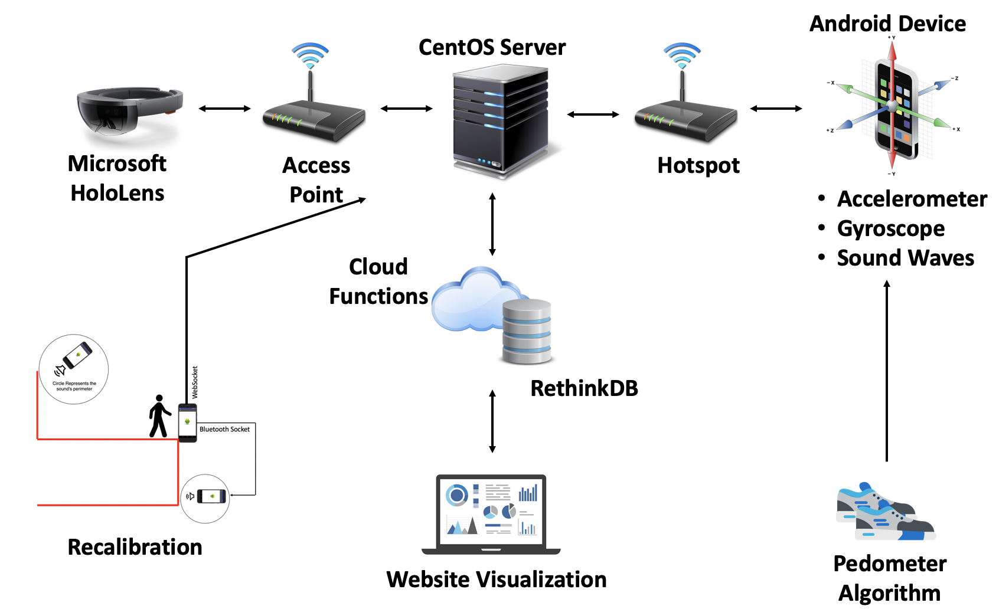 Android Device
CentOS Server
+ Y
- X
- Z
+ Z
+ X
- Y
Microsoft
HoloLens
Access
Point
Hotspot
• Accelerometer
• Gyroscope
• Sound Waves
Cloud
Functions
RethinkDB
WebSocket
Circle Represents the
sound's perimeter
Bluetooth Socket
Recalibration
Website Visualization
Pedometer
Algorithm